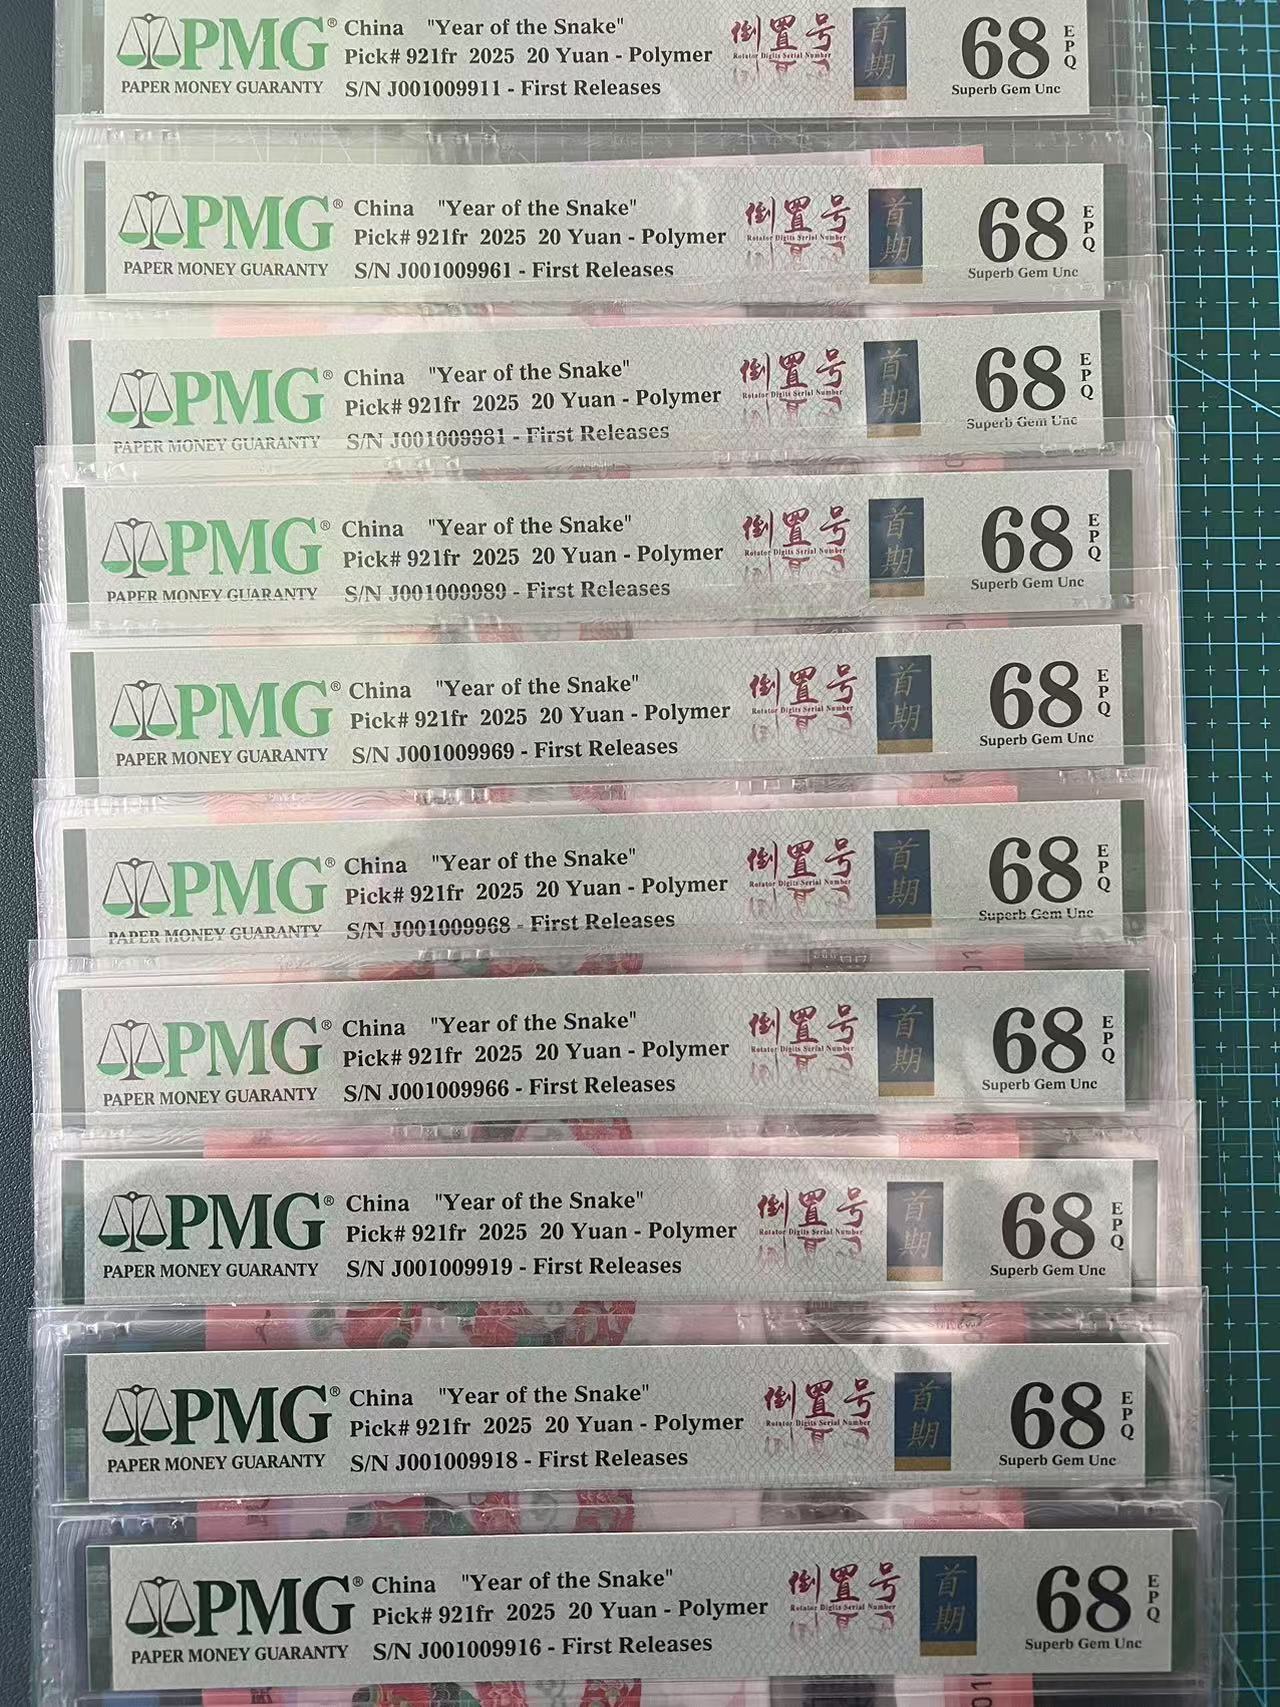 PMG®
PAPER MONEY GUARANTY
China "Year of the Snake"
Pick# 921fr 2025 20 Yuan - Polymer
S/N J001009911 - First Releases
倒置号
Rotator Digits Serial Number
首期
68 EPQ
Superb Gem Unc
PMG®
PAPER MONEY GUARANTY
China "Year of the Snake"
Pick# 921fr 2025 20 Yuan - Polymer
S/N J001009961 - First Releases
倒置号
Rotator Digits Serial Number
首期
68 EPQ
Superb Gem Unc
PMG®
PAPER MONEY GUARANTY
China "Year of the Snake"
Pick# 921fr 2025 20 Yuan - Polymer
S/N J001009981 - First Releases
倒置号
Rotator Digits Serial Number
首期
68 EPQ
Superb Gem Unc
PMG®
PAPER MONEY GUARANTY
China "Year of the Snake"
Pick# 921fr 2025 20 Yuan - Polymer
S/N J001009989 - First Releases
倒置号
Rotator Digits Serial Number
首期
68 EPQ
Superb Gem Unc
PMG®
PAPER MONEY GUARANTY
China "Year of the Snake"
Pick# 921fr 2025 20 Yuan - Polymer
S/N J001009969 - First Releases
倒置号
Rotator Digits Serial Number
首期
68 EPQ
Superb Gem Unc
PMG®
PAPER MONEY GUARANTY
China "Year of the Snake"
Pick# 921fr 2025 20 Yuan - Polymer
S/N J001009968 - First Releases
倒置号
Rotator Digits Serial Number
首期
68 EPQ
Superb Gem Unc
PMG®
PAPER MONEY GUARANTY
China "Year of the Snake"
Pick# 921fr 2025 20 Yuan - Polymer
S/N J001009966 - First Releases
倒置号
Rotator Digits Serial Number
首期
68 EPQ
Superb Gem Unc
PMG®
PAPER MONEY GUARANTY
China "Year of the Snake"
Pick# 921fr 2025 20 Yuan - Polymer
S/N J001009919 - First Releases
倒置号
Rotator Digits Serial Number
首期
68 EPQ
Superb Gem Unc
PMG®
PAPER MONEY GUARANTY
China "Year of the Snake"
Pick# 921fr 2025 20 Yuan - Polymer
S/N J001009918 - First Releases
倒置号
Rotator Digits Serial Number
首期
68 EPQ
Superb Gem Unc
PMG®
PAPER MONEY GUARANTY
China "Year of the Snake"
Pick# 921fr 2025 20 Yuan - Polymer
S/N J001009916 - First Releases
倒置号
Rotator Digits Serial Number
首期
68 EPQ
Superb Gem Unc